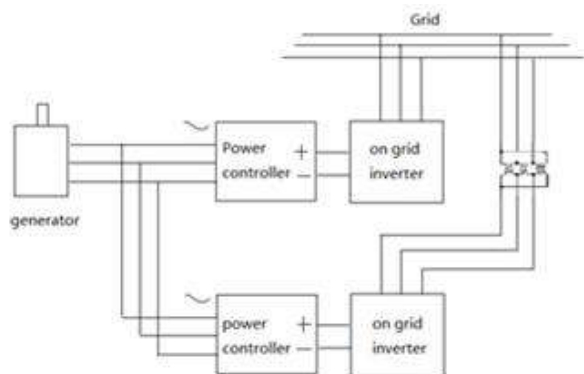 Grid
Power
controller
+
−
on grid
inverter
generator
power
controller
+
−
on grid
inverter